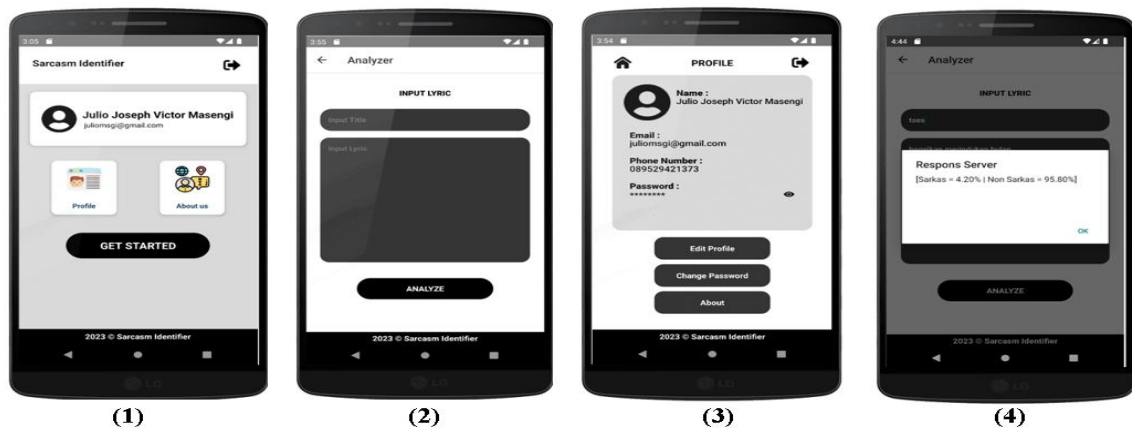 3:05
Sarcasm Identifier
Julio Joseph Victor Masengi
juliomsgi@gmail.com
Profile
About us
GET STARTED
2023 © Sarcasm Identifier
LG
(1)
3:55
Analyzer
INPUT LYRIC
Input Title
Input Lyric
ANALYZE
2023 © Sarcasm Identifier
LG
(2)
3:54
PROFILE
Name :
Julio Joseph Victor Masengi
Email :
juliomsgi@gmail.com
Phone Number :
089529421373
Password :
********
Edit Profile
Change Password
About
2023 © Sarcasm Identifier
LG
(3)
4:44
Analyzer
INPUT LYRIC
Respons Server
[Sarkas = 4.20% | Non Sarkas = 95.80%]
OK
ANALYZE
2023 © Sarcasm Identifier
LG
(4)